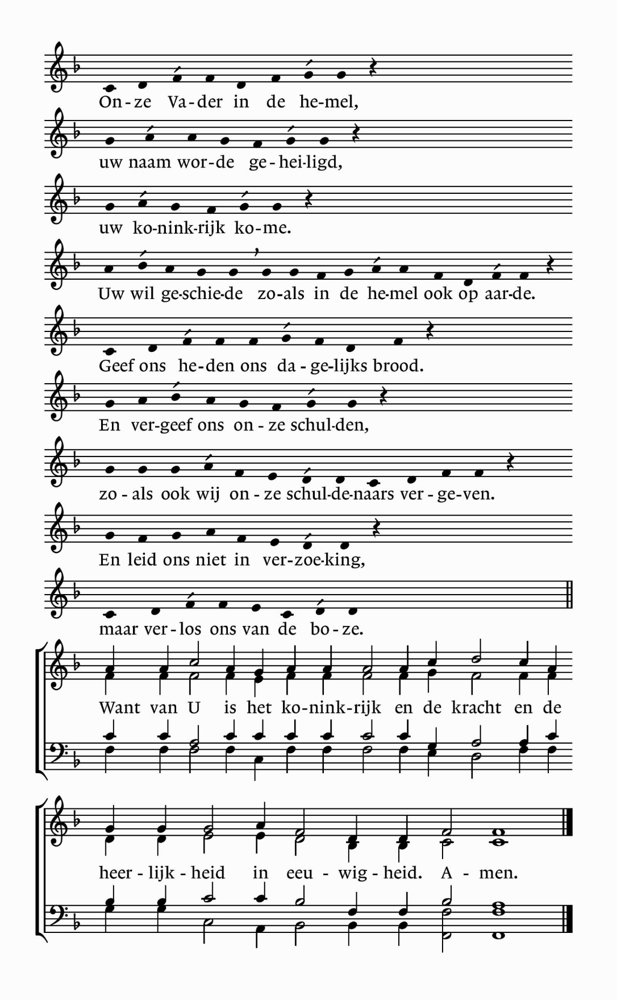 On - ze Va - der in de he - mel,
uw naam wor - de ge - hei - ligd,
uw ko - nink - rijk ko - me.
Uw wil ge - schie - de zo - als in de he - mel ook op aar - de.
Geef ons he - den ons da - ge - lijks brood.
En ver - geef ons on - ze schul - den,
zo - als ook wij on - ze schul - de - naars ver - ge - ven.
En leid ons niet in ver - zoe - king,
maar ver - los ons van de bo - ze.
Want van U is het ko - nink - rijk en de kracht en de
heer - lijk - heid in eeu - wig - heid. A - men.